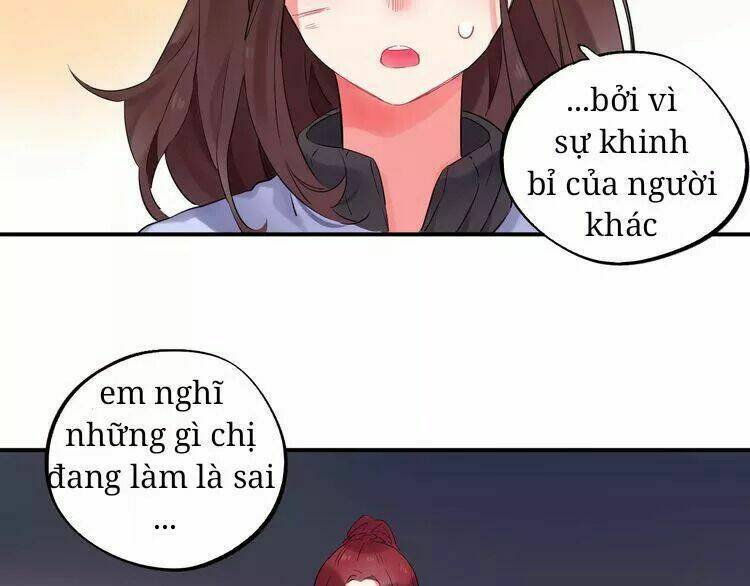 ...bởi vì
sự khinh
bỉ của người
khác
em nghĩ
những gì chị
đang làm là sai
...